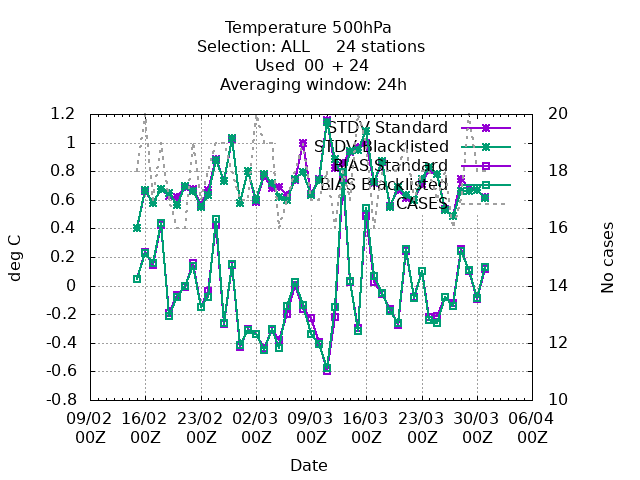 Temperature 500hPa
Selection: ALL 24 stations
Used 00 + 24
Averaging window: 24h
1.2
1
0.8
0.6
0.4
0.2
0
-0.2
-0.4
-0.6
-0.8
20
18
16
14
12
10
deg C
No cases
STDV Standard
STDV Blacklisted
BIAS Standard
BIAS Blacklisted
CASES
09/02 16/02 23/02 02/03 09/03 16/03 23/03 30/03 06/04
00Z 00Z 00Z 00Z 00Z 00Z 00Z 00Z 00Z
Date